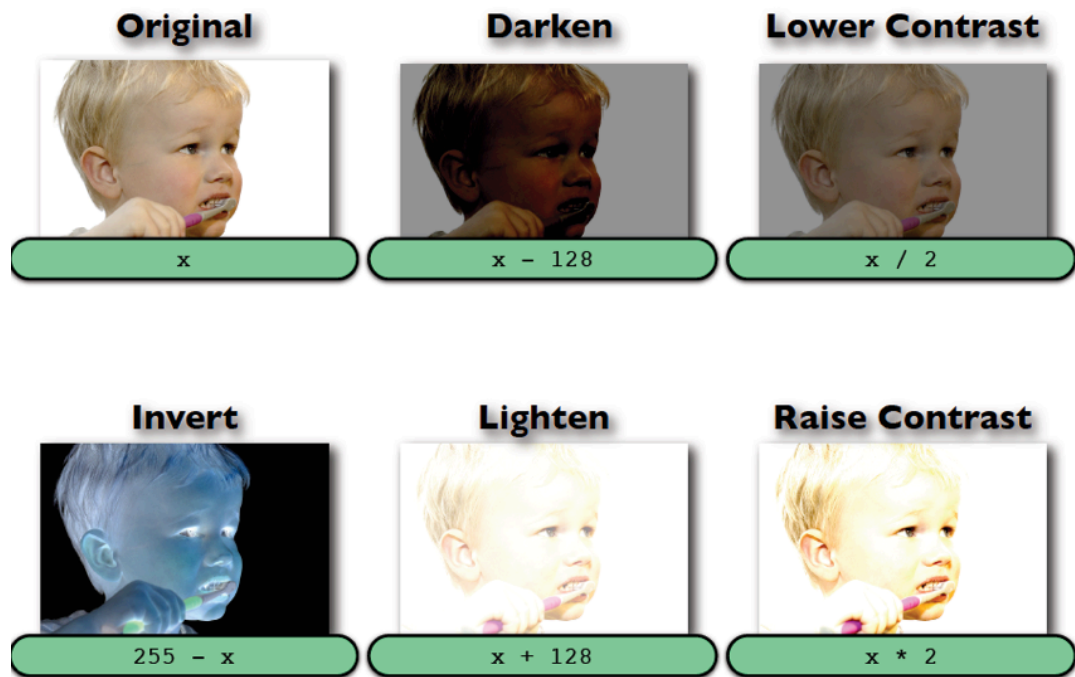 Original
Darken
Lower Contrast
x
x - 128
x / 2
Invert
Lighten
Raise Contrast
255 - x
x + 128
x * 2